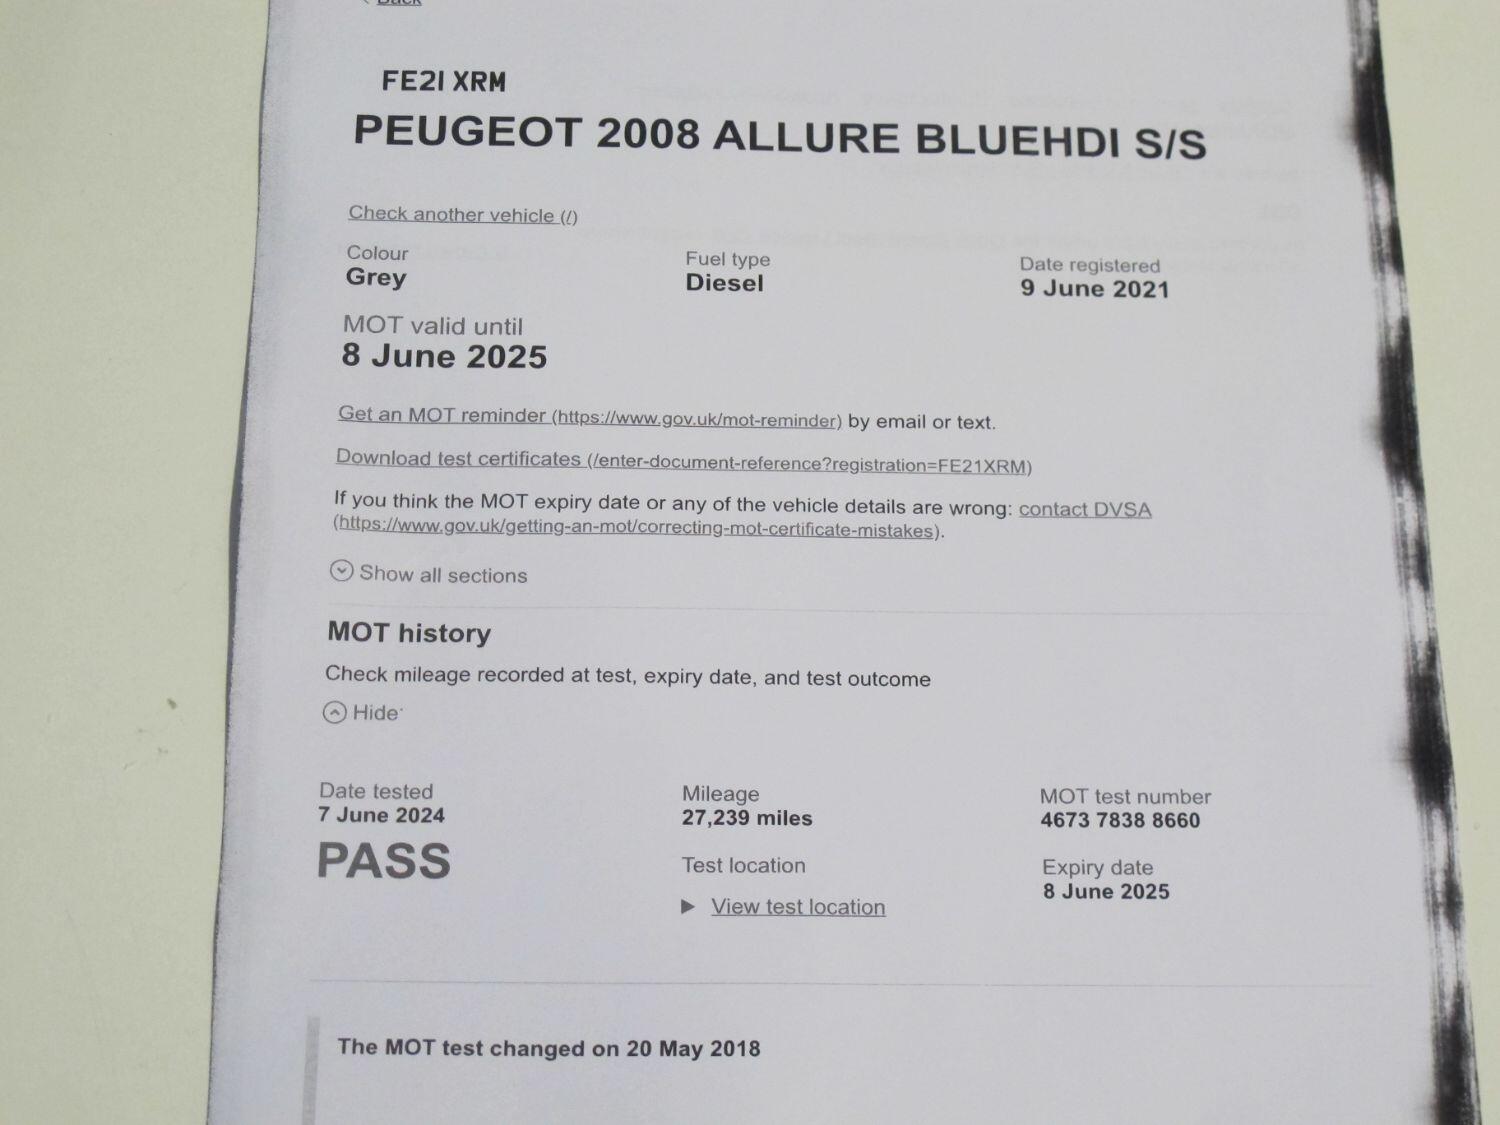 Back
FE21 XRM
PEUGEOT 2008 ALLURE BLUEHDI S/S
Check another vehicle (/)
Colour Fuel type Date registered
Grey Diesel 9 June 2021
MOT valid until
8 June 2025
Get an MOT reminder (https://www.gov.uk/mot-reminder) by email or text.
Download test certificates (/enter-document-reference?registration=FE21XRM)
If you think the MOT expiry date or any of the vehicle details are wrong: contact DVSA
(https://www.gov.uk/getting-an-mot/correcting-mot-certificate-mistakes).
Show all sections
MOT history
Check mileage recorded at test, expiry date, and test outcome
Hide
Date tested Mileage MOT test number
7 June 2024 27,239 miles 4673 7838 8660
PASS
Test location Expiry date
8 June 2025
View test location
The MOT test changed on 20 May 2018